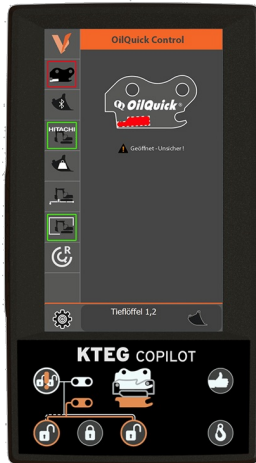 OilQuick Control
OilQuick
Geöffnet - Unsicher!
HITACHI
R
Tieflöffel 1,2
KTEG COPILOT